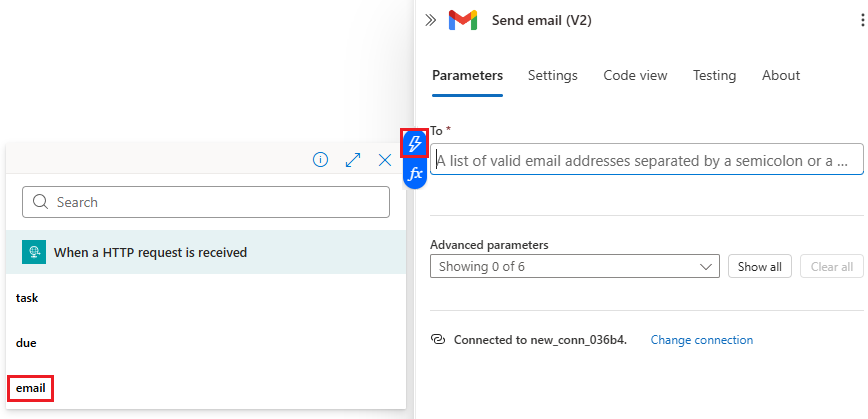 Send email (V2)
Parameters Settings Code view Testing About
To *
A list of valid email addresses separated by a semicolon or a ...
fx
Search
When a HTTP request is received
task
due
email
Advanced parameters
Showing 0 of 6
Show all
Clear all
Connected to new_conn_036b4.
Change connection